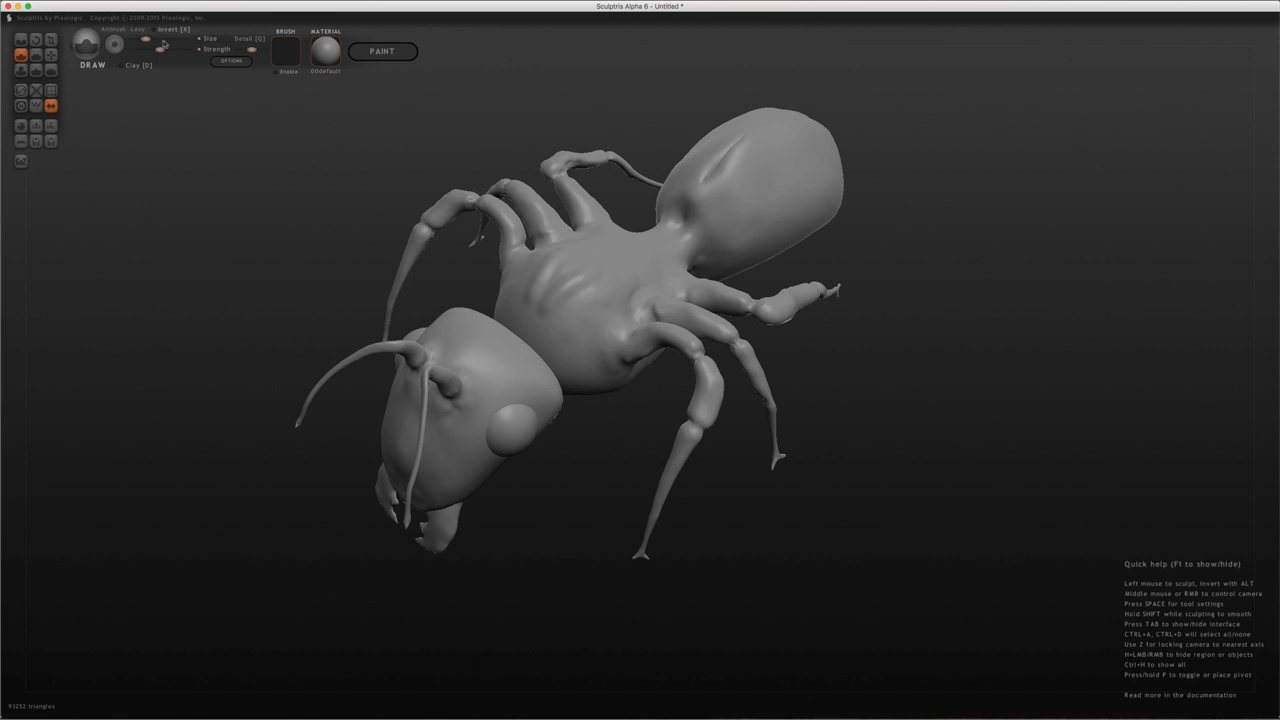 Sculptris Alpha 6 - Untitled *
Sculptris by Pixologic Copyright © 2009-2015 Pixologic, Inc.
Airbrush Lazy Invert [X]
BRUSH
MATERIAL
Size Detail [Q]
Strength
PAINT
OPTIONS
DRAW
Clay [D]
Enable
00default
Quick help (F1 to show/hide)
Left mouse to sculpt, invert with ALT
Middle mouse or RMB to control camera
Press SPACE for tool settings
Hold SHIFT while sculpting to smooth
Press TAB to show/hide interface
CTRL+A, CTRL+D will select all/none
Use Z for locking camera to nearest axis
H+LMB/RMB to hide region or objects
Ctrl+H to show all
Press/hold P to toggle or place pivot
Read more in the documentation
93252 triangles